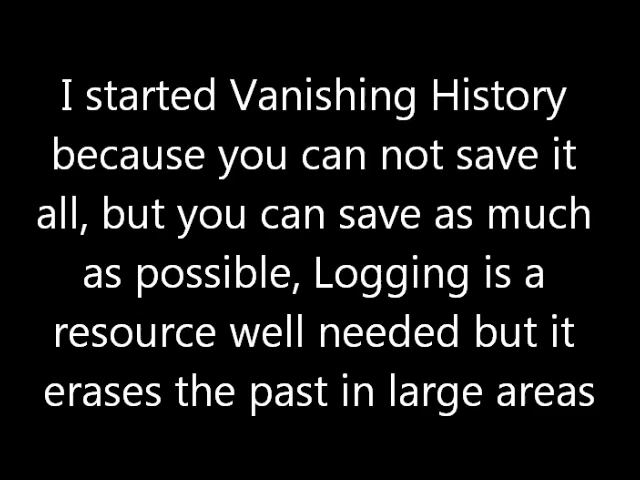 I started Vanishing History
because you can not save it
all, but you can save as much
as possible, Logging is a
resource well needed but it
erases the past in large areas